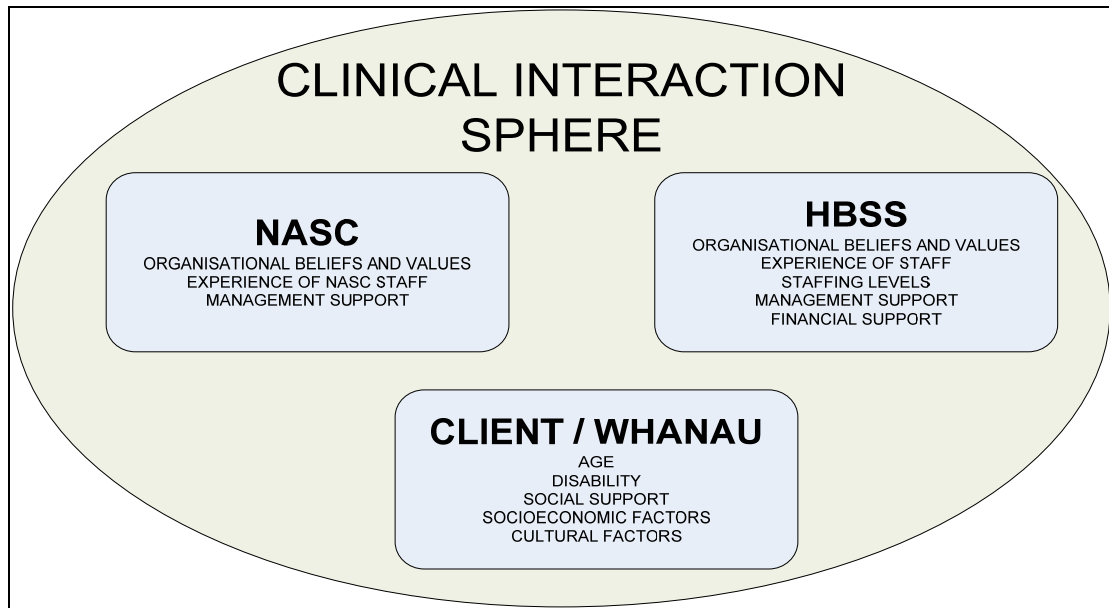 CLINICAL INTERACTION
SPHERE
NASC
ORGANISATIONAL BELIEFS AND VALUES
EXPERIENCE OF NASC STAFF
MANAGEMENT SUPPORT
HBSS
ORGANISATIONAL BELIEFS AND VALUES
EXPERIENCE OF STAFF
STAFFING LEVELS
MANAGEMENT SUPPORT
FINANCIAL SUPPORT
CLIENT / WHANAU
AGE
DISABILITY
SOCIAL SUPPORT
SOCIOECONOMIC FACTORS
CULTURAL FACTORS